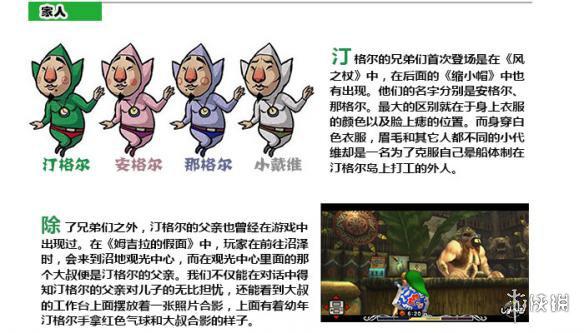 家人
汀格尔的兄弟们首次登场是在《风
之杖》中，在后面的《缩小帽》中也
有出现。他们的名字分别是安格尔、
那格尔。最大的区别就在于身上衣服
的颜色以及脸上痣的位置。而身穿白
色衣服，眉毛和其它人都不同的小代
维却是一名为了克服自己晕船体制在
汀格尔岛上打工的外人。
汀格尔 安格尔 那格尔 小戴维
除了兄弟们之外，汀格尔的父亲也曾经在游戏中
出现过。在《姆吉拉的假面》中，玩家在前往沼泽
时，会来到沼地观光中心，而在观光中心里面的那
个大叔便是汀格尔的父亲。我们不仅能在对话中得
知汀格尔的父亲对儿子的无比担忧，还能看到大叔
的工作台上面摆放着一张照片合影，上面有着幼年
汀格尔手拿红色气球和大叔合影的样子。
6:20
游侠网